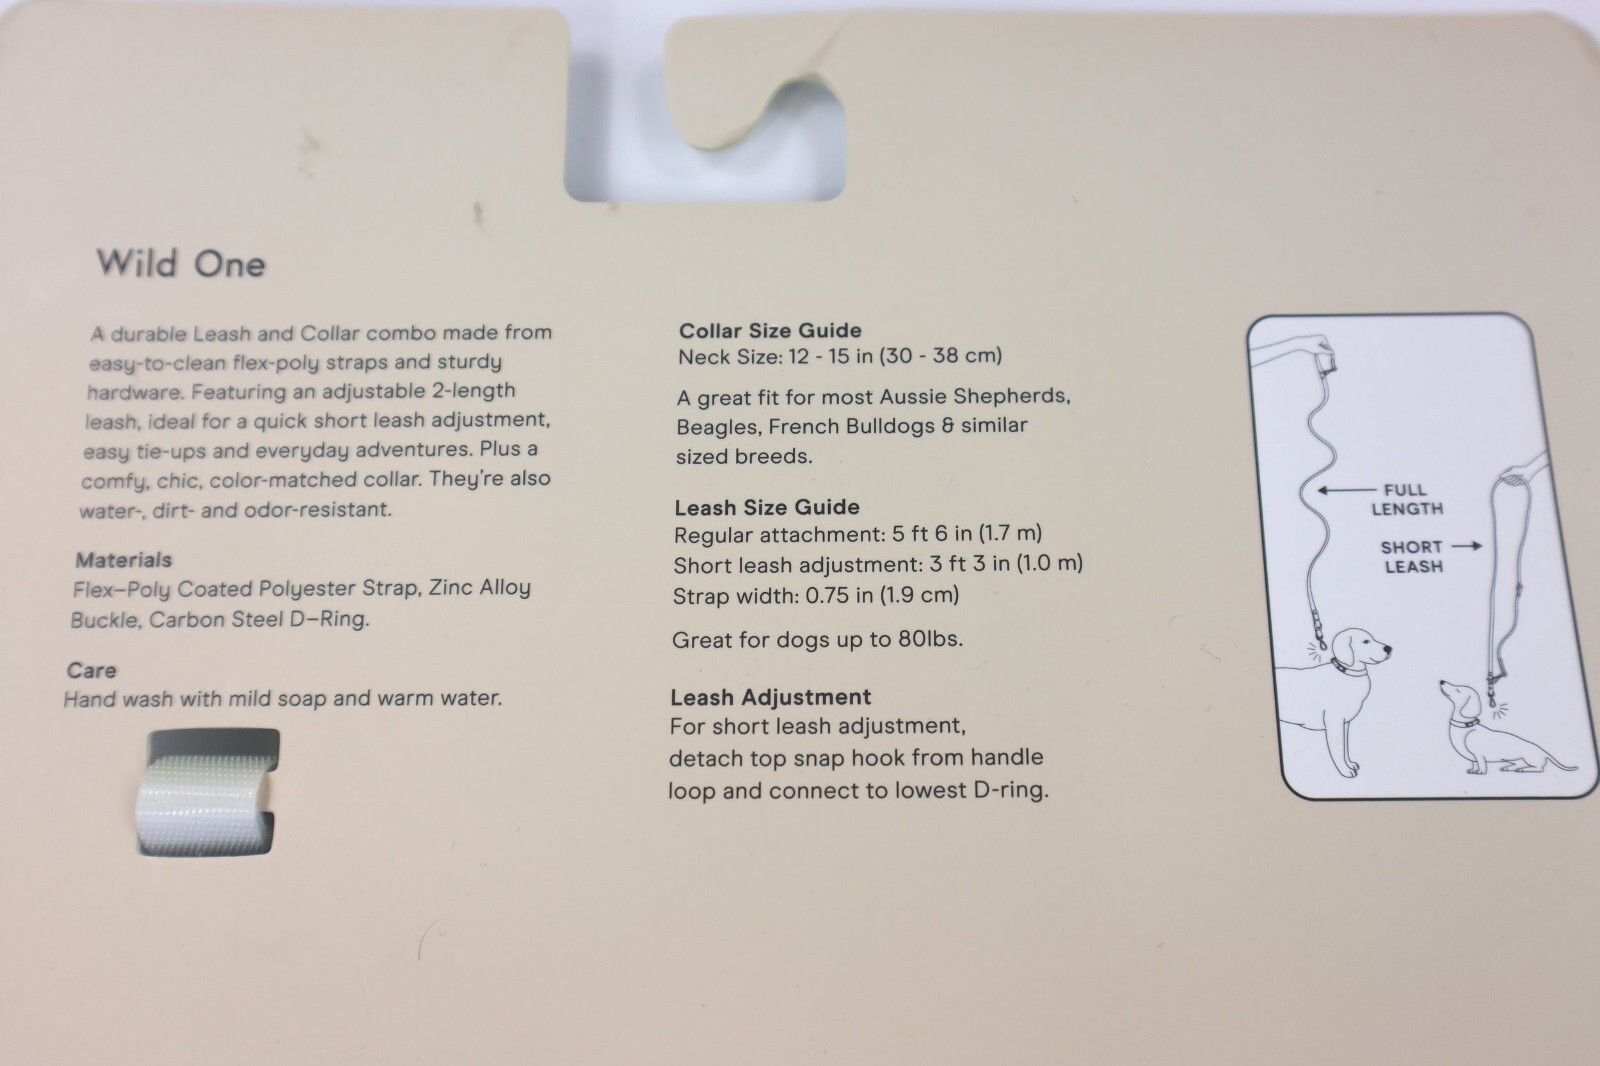 Wild One
A durable Leash and Collar combo made from
easy-to-clean flex-poly straps and sturdy
hardware. Featuring an adjustable 2-length
leash, ideal for a quick short leash adjustment,
easy tie-ups and everyday adventures. Plus a
comfy, chic, color-matched collar. They're also
water-, dirt- and odor-resistant.
Materials
Flex–Poly Coated Polyester Strap, Zinc Alloy
Buckle, Carbon Steel D–Ring.
Care
Hand wash with mild soap and warm water.
Collar Size Guide
Neck Size: 12 - 15 in (30 - 38 cm)
A great fit for most Aussie Shepherds,
Beagles, French Bulldogs & similar
sized breeds.
Leash Size Guide
Regular attachment: 5 ft 6 in (1.7 m)
Short leash adjustment: 3 ft 3 in (1.0 m)
Strap width: 0.75 in (1.9 cm)
Great for dogs up to 80lbs.
Leash Adjustment
For short leash adjustment,
detach top snap hook from handle
loop and connect to lowest D-ring.
FULL
LENGTH
SHORT
LEASH